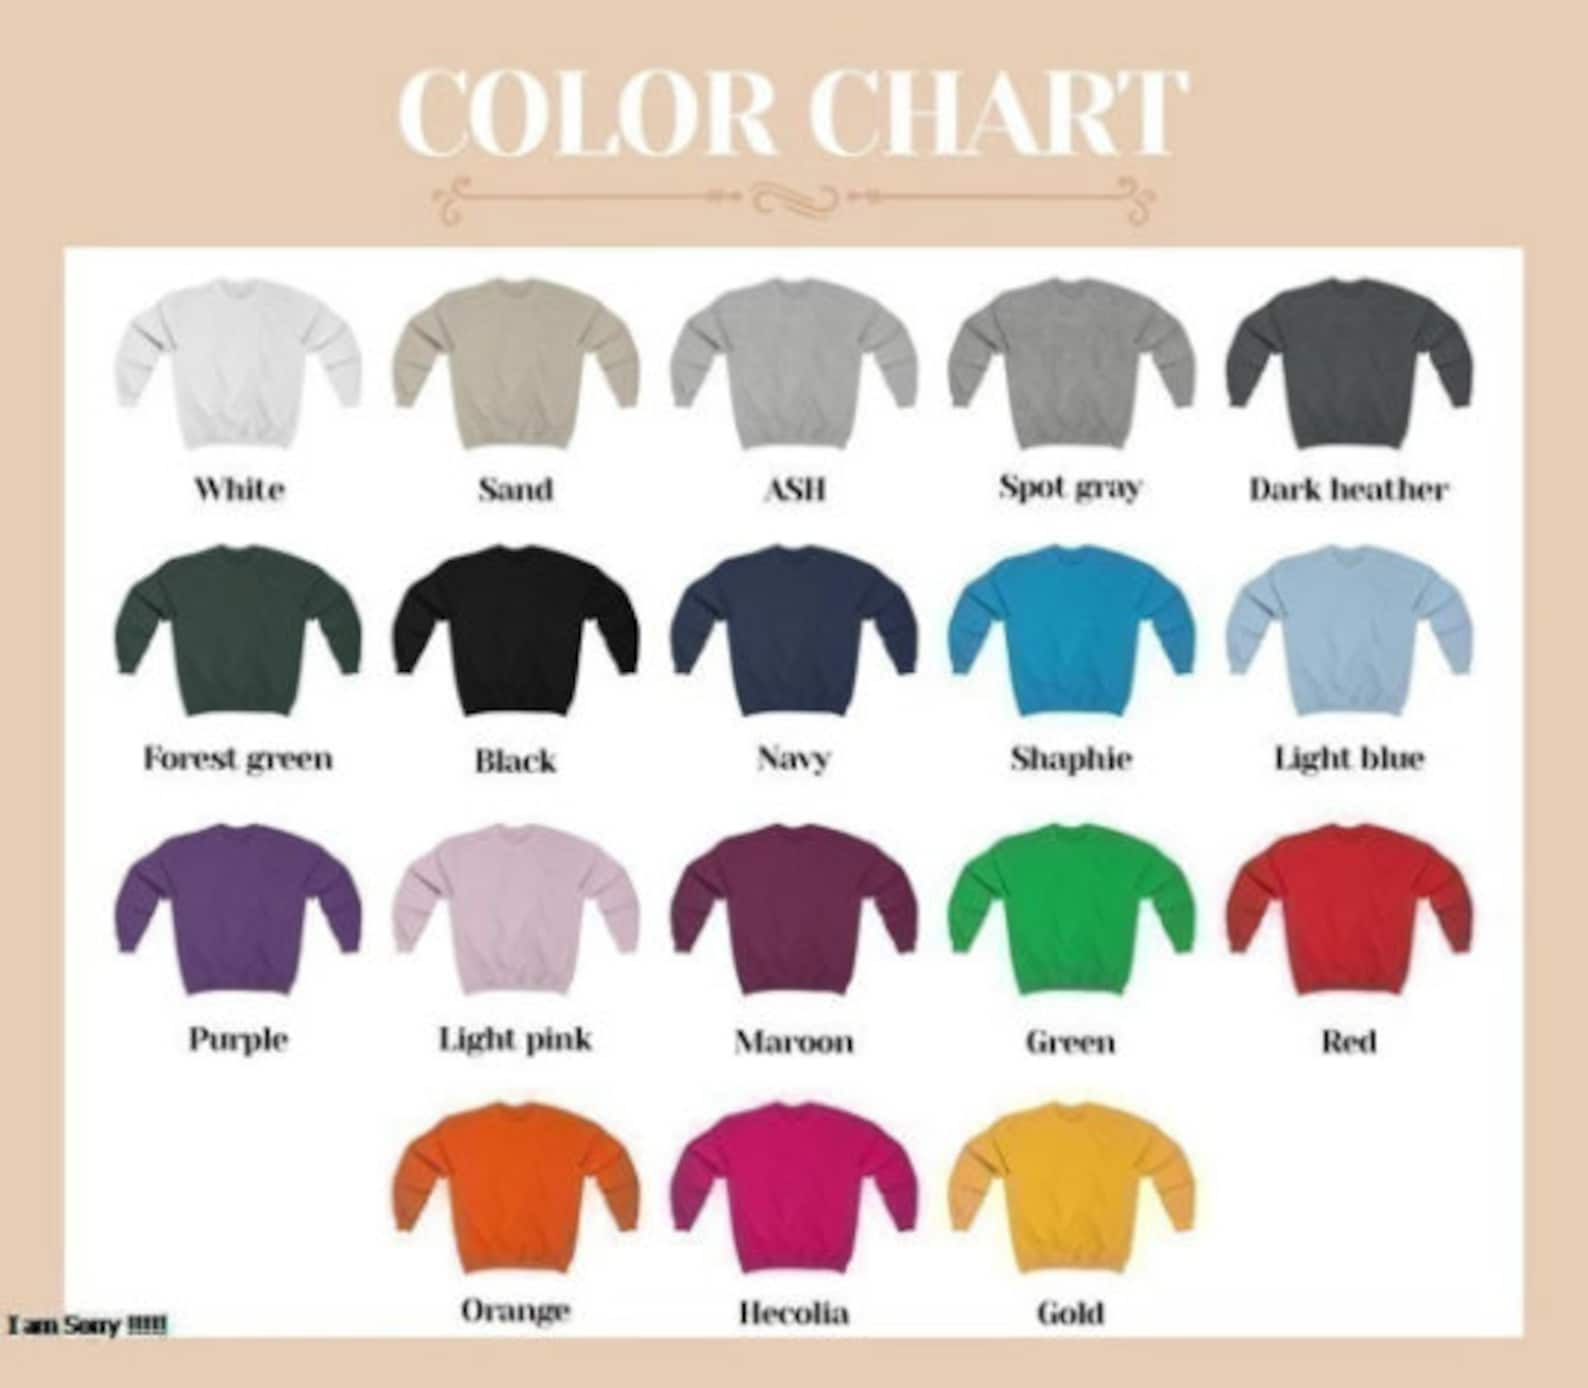 COLOR CHART
White
Sand
ASH
Spot gray
Dark heather
Forest green
Black
Navy
Shaphie
Light blue
Purple
Light pink
Maroon
Green
Red
Orange
Hecolia
Gold
I am Sorry !!!!!